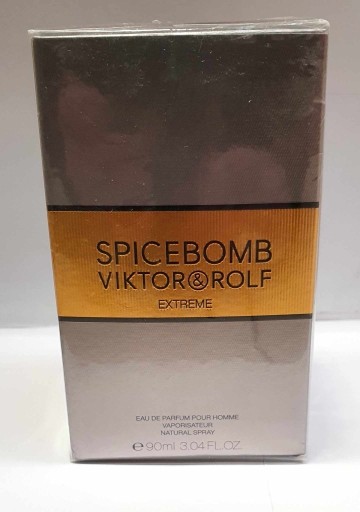 SPICEBOMB
VIKTOR&ROLF
EXTREME
EAU DE PARFUM POUR HOMME
VAPORISATEUR
NATURAL SPRAY
℮ 90ml 3.04 FL.OZ.